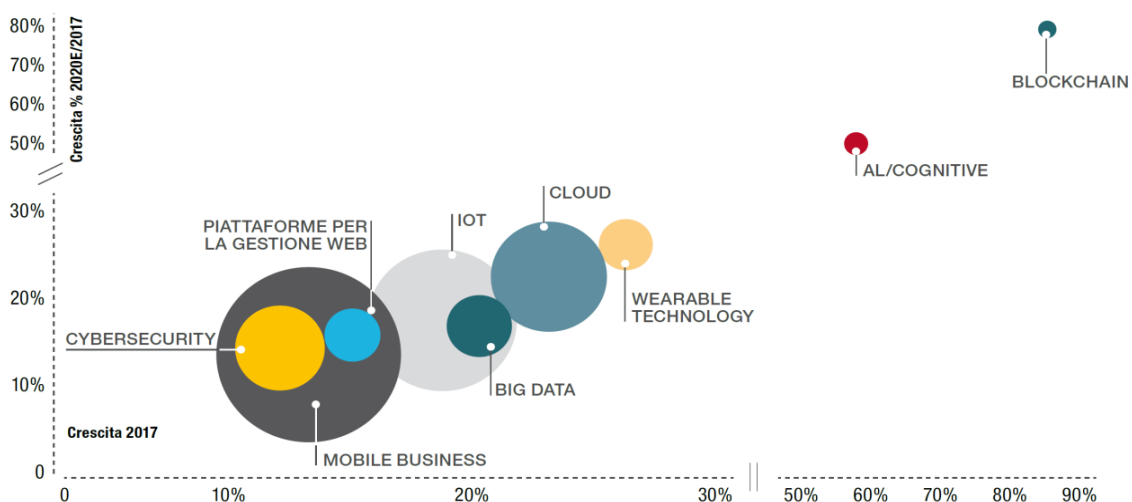 80%
70%
60%
50%
30%
20%
10%
0
Crescita % 2020E/2017
BLOCKCHAIN
AL/COGNITIVE
CLOUD
IOT
PIATTAFORME PER
LA GESTIONE WEB
WEARABLE
TECHNOLOGY
CYBERSECURITY
BIG DATA
Crescita 2017
MOBILE BUSINESS
0
10%
20%
30%
50%
60%
70%
80%
90%